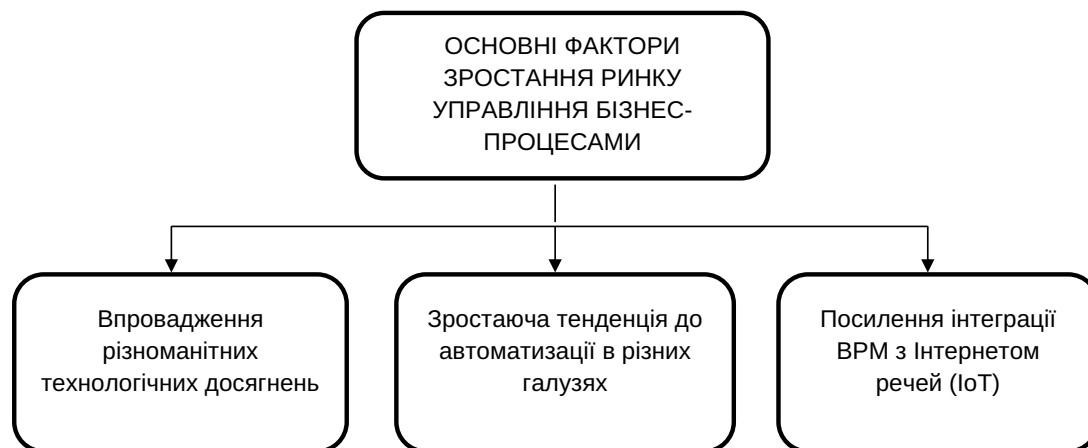 ОСНОВНІ ФАКТОРИ
ЗРОСТАННЯ РИНКУ
УПРАВЛІННЯ БІЗНЕС-
ПРОЦЕСАМИ
Впровадження
різноманітних
технологічних досягнень
Зростаюча тенденція до
автоматизації в різних
галузях
Посилення інтеграції
BPM з Інтернетом
речей (IoT)